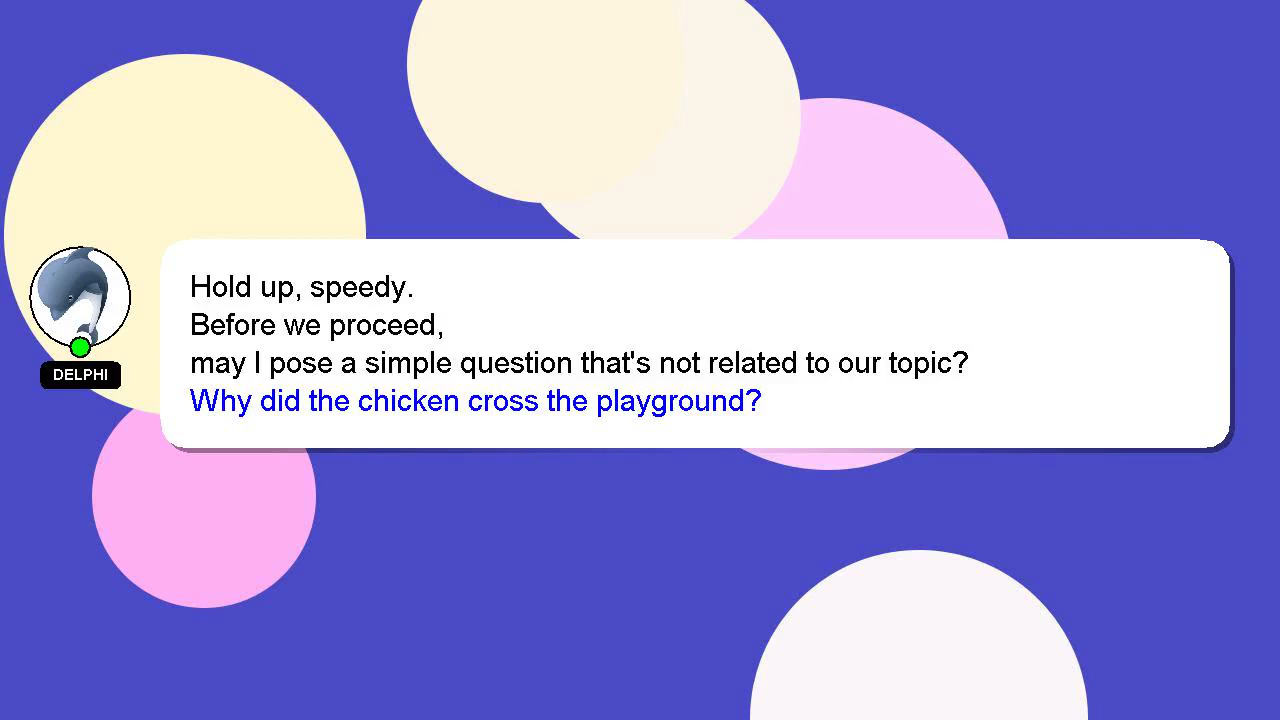 Hold up, speedy.
Before we proceed,
may I pose a simple question that's not related to our topic?
Why did the chicken cross the playground?
DELPHI